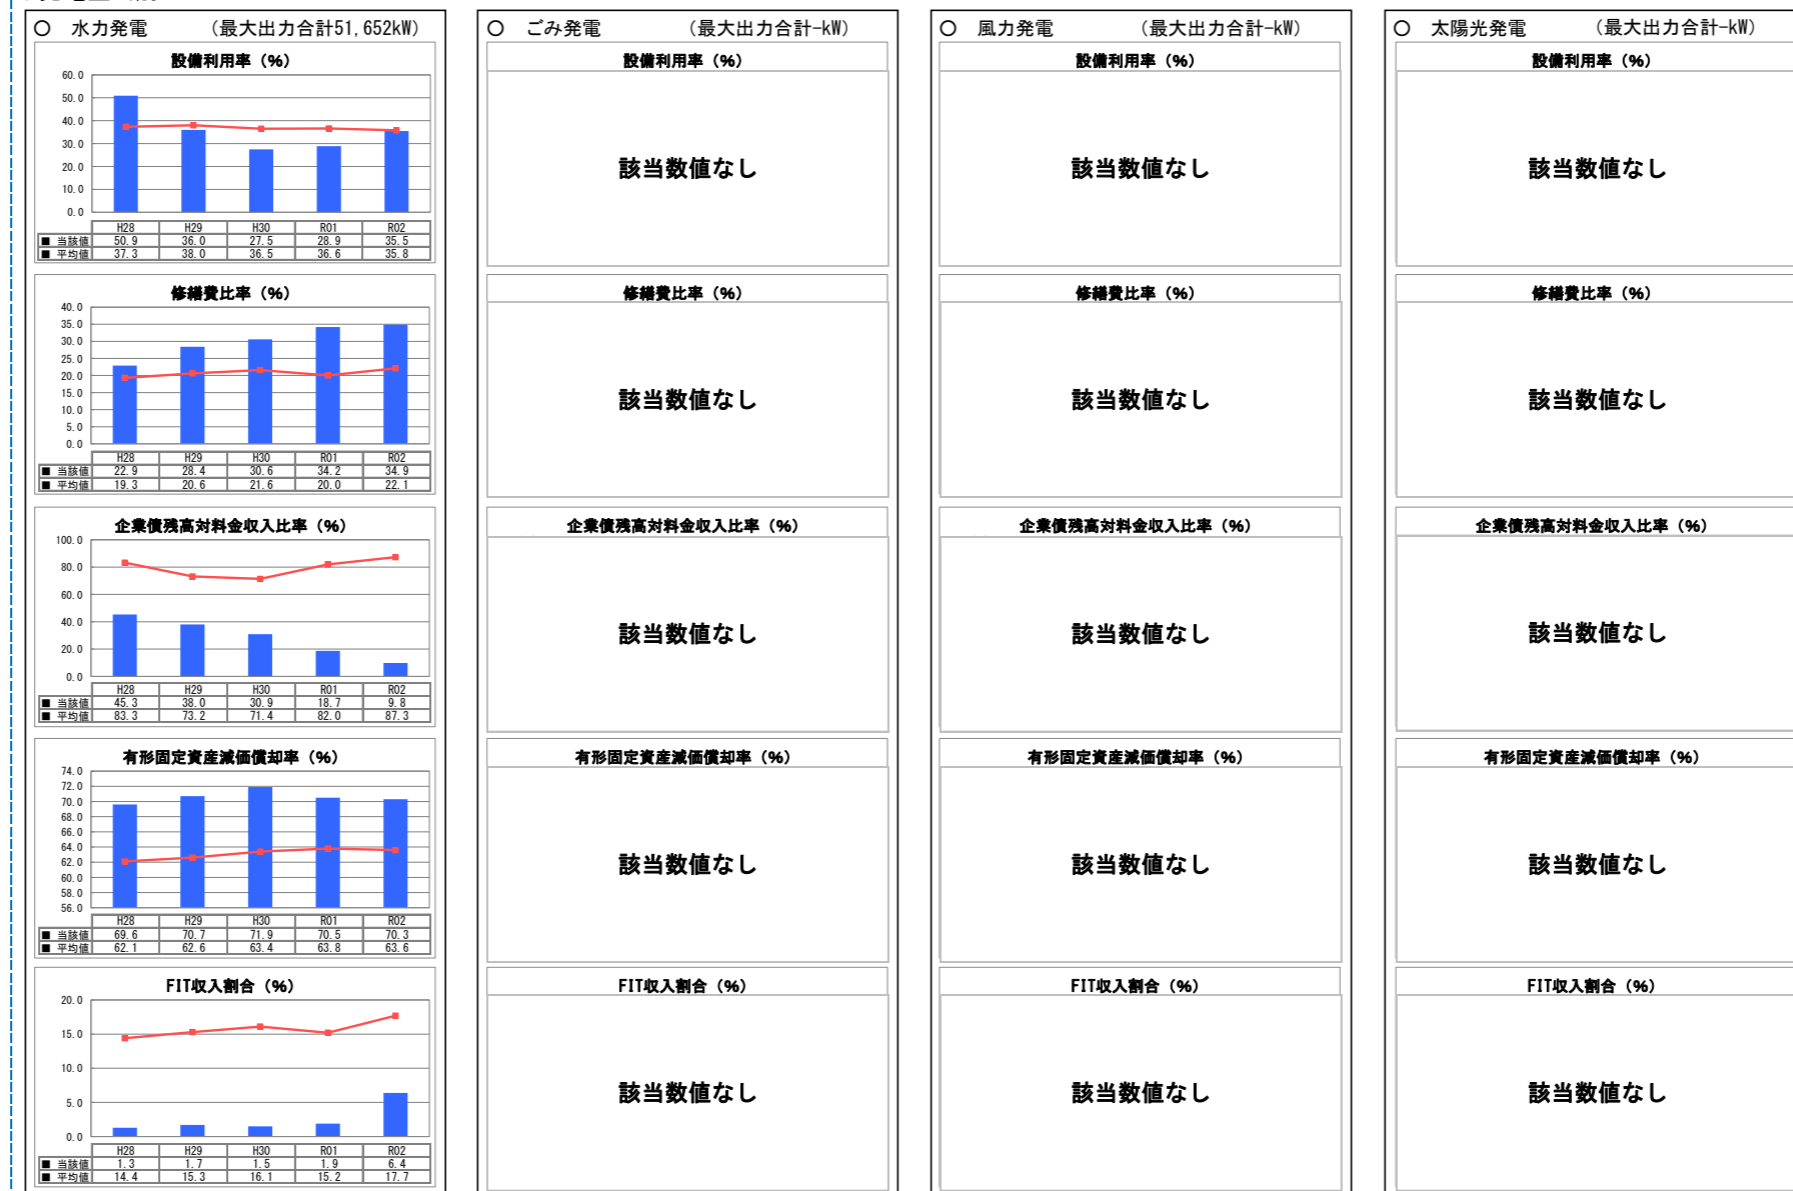 ○ 水力発電 (最大出力合計51,652kW)
設備利用率（%）
60.0
50.0
40.0
30.0
20.0
10.0
0.0
H28 H29 H30 R01 R02
■ 当該値 50.9 36.0 27.5 28.9 35.5
■ 平均値 37.3 38.0 36.5 36.6 35.8
修繕費比率（%）
40.0
35.0
30.0
25.0
20.0
15.0
10.0
5.0
0.0
H28 H29 H30 R01 R02
■ 当該値 22.9 28.4 30.6 34.2 34.9
■ 平均値 19.3 20.6 21.6 20.0 22.1
企業債残高対料金収入比率（%）
100.0
80.0
60.0
40.0
20.0
0.0
H28 H29 H30 R01 R02
■ 当該値 45.3 38.0 30.9 18.7 9.8
■ 平均値 83.3 73.2 71.4 82.0 87.3
有形固定資産減価償却率（%）
74.0
72.0
70.0
68.0
66.0
64.0
62.0
60.0
58.0
56.0
H28 H29 H30 R01 R02
■ 当該値 69.6 70.7 71.9 70.5 70.3
■ 平均値 62.1 62.6 63.4 63.8 63.6
FIT収入割合（%）
20.0
15.0
10.0
5.0
0.0
H28 H29 H30 R01 R02
■ 当該値 1.3 1.7 1.5 1.9 6.4
■ 平均値 14.4 15.3 16.1 15.2 17.7
○ ごみ発電 (最大出力合計-kW)
設備利用率（%）
該当数値なし
修繕費比率（%）
該当数値なし
企業債残高対料金収入比率（%）
該当数値なし
有形固定資産減価償却率（%）
該当数値なし
FIT収入割合（%）
該当数値なし
○ 風力発電 (最大出力合計-kW)
設備利用率（%）
該当数値なし
修繕費比率（%）
該当数値なし
企業債残高対料金収入比率（%）
該当数値なし
有形固定資産減価償却率（%）
該当数値なし
FIT収入割合（%）
該当数値なし
○ 太陽光発電 (最大出力合計-kW)
設備利用率（%）
該当数値なし
修繕費比率（%）
該当数値なし
企業債残高対料金収入比率（%）
該当数値なし
有形固定資産減価償却率（%）
該当数値なし
FIT収入割合（%）
該当数値なし